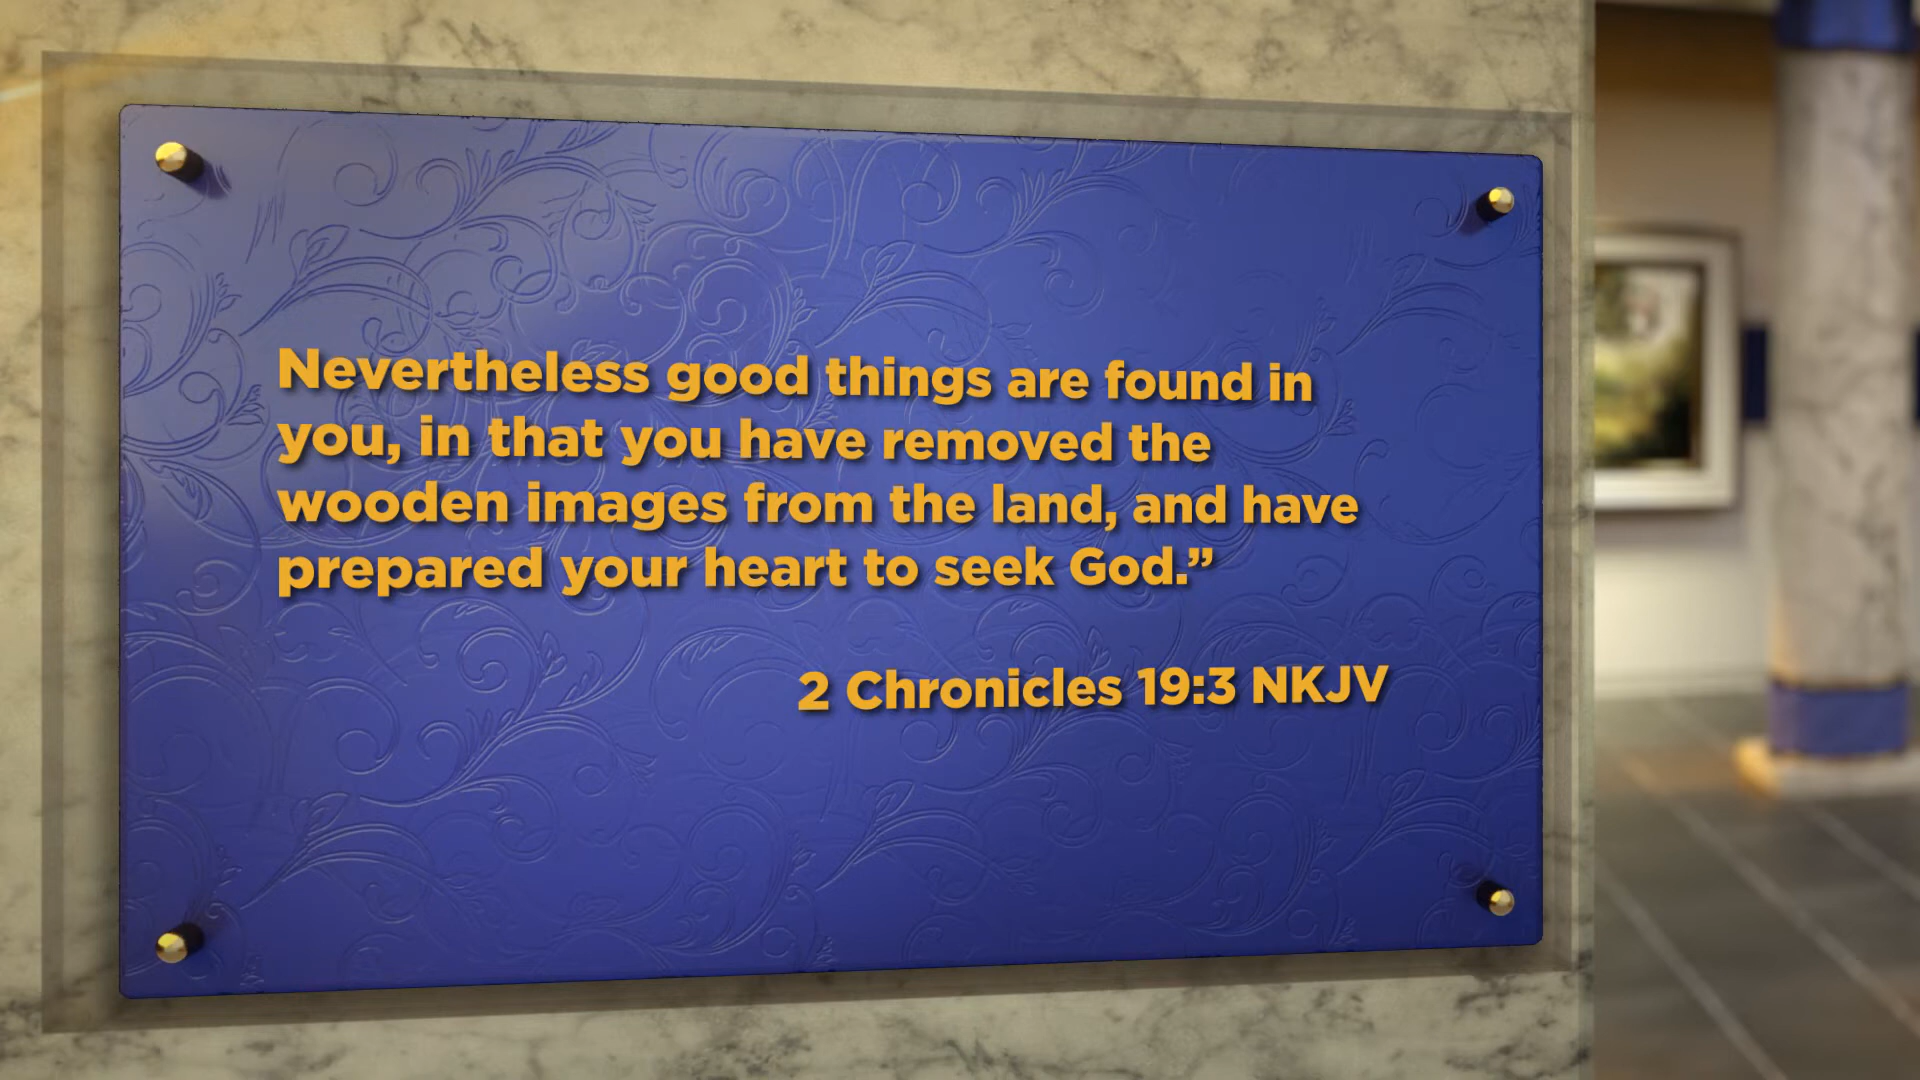 Nevertheless good things are found in
you, in that you have removed the
wooden images from the land, and have
prepared your heart to seek God.”
2 Chronicles 19:3 NKJV